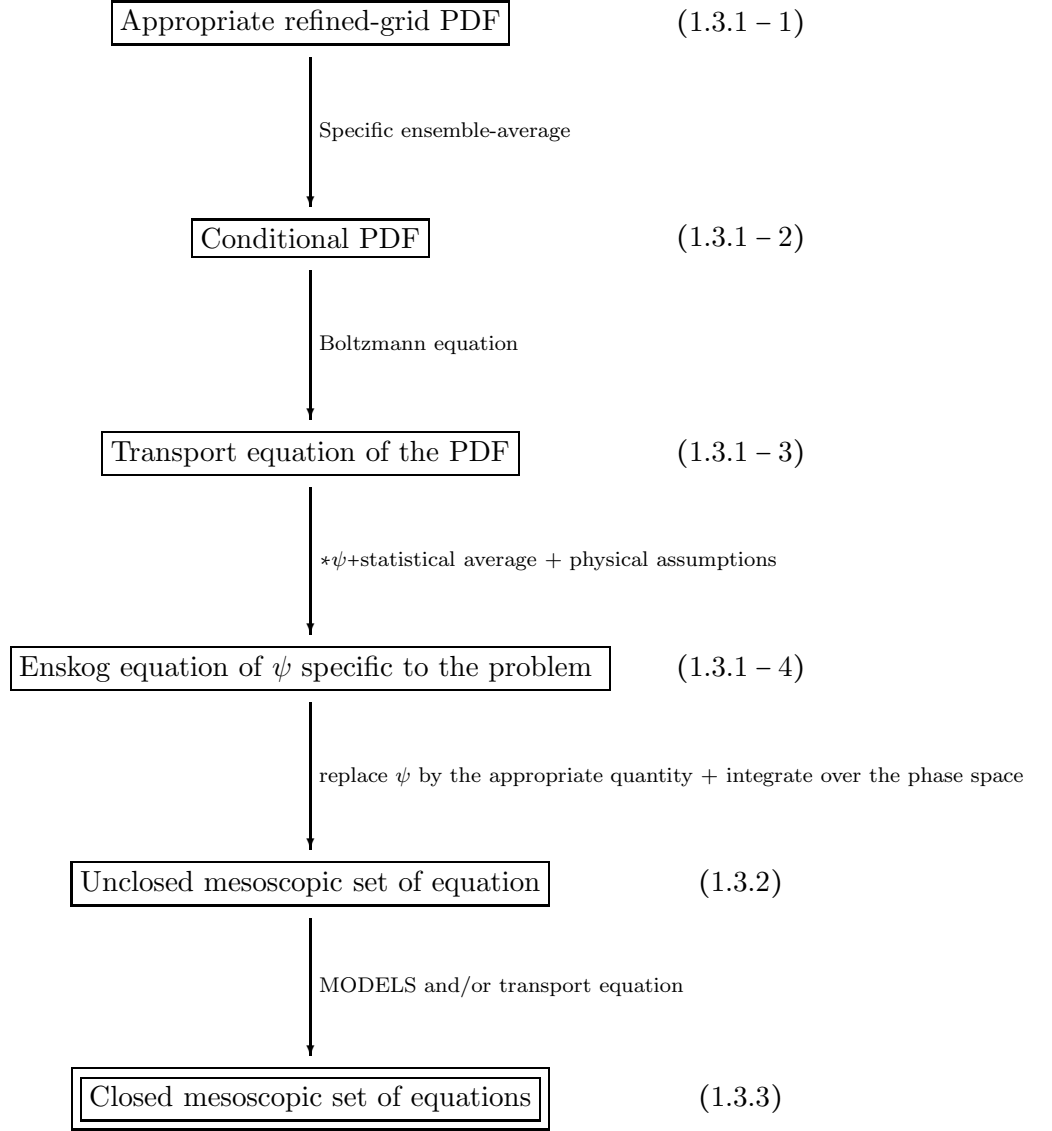 Appropriate refined-grid PDF (1.3.1 – 1)
Specific ensemble-average
Conditional PDF (1.3.1 – 2)
Boltzmann equation
Transport equation of the PDF (1.3.1 – 3)
*ψ+statistical average + physical assumptions
Enskog equation of ψ specific to the problem (1.3.1 – 4)
replace ψ by the appropriate quantity + integrate over the phase space
Unclosed mesoscopic set of equation (1.3.2)
MODELS and/or transport equation
Closed mesoscopic set of equations (1.3.3)